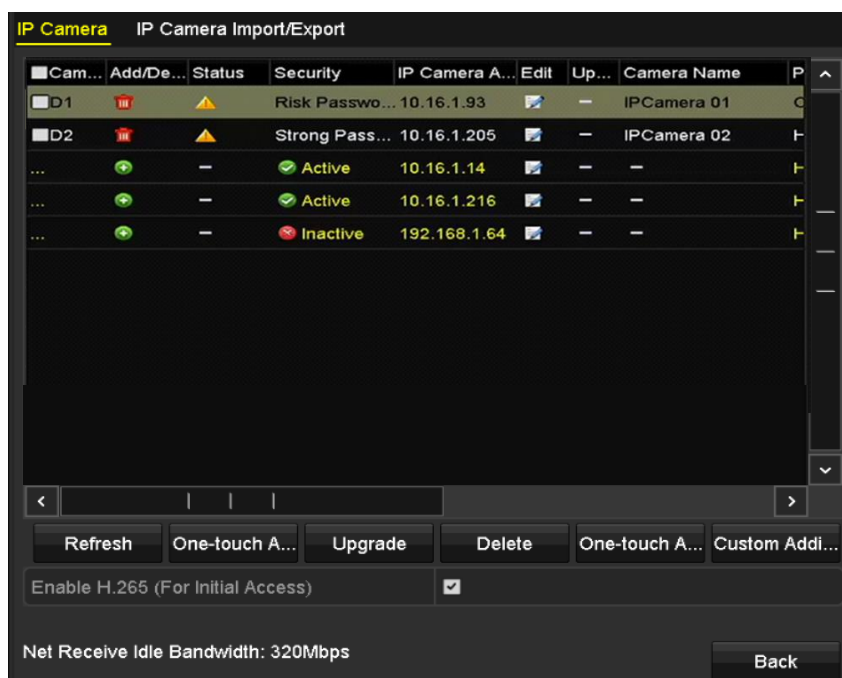 IP Camera IP Camera Import/Export
Cam... Add/De... Status Security IP Camera A... Edit Up... Camera Name P
D1 Risk Passwo... 10.16.1.93 – IPCamera 01
D2 Strong Pass... 10.16.1.205 – IPCamera 02
... – Active 10.16.1.14 – –
... – Active 10.16.1.216 – –
... – Inactive 192.168.1.64 – –
Refresh One-touch A... Upgrade Delete One-touch A... Custom Addi...
Enable H.265 (For Initial Access)
Net Receive Idle Bandwidth: 320Mbps
Back